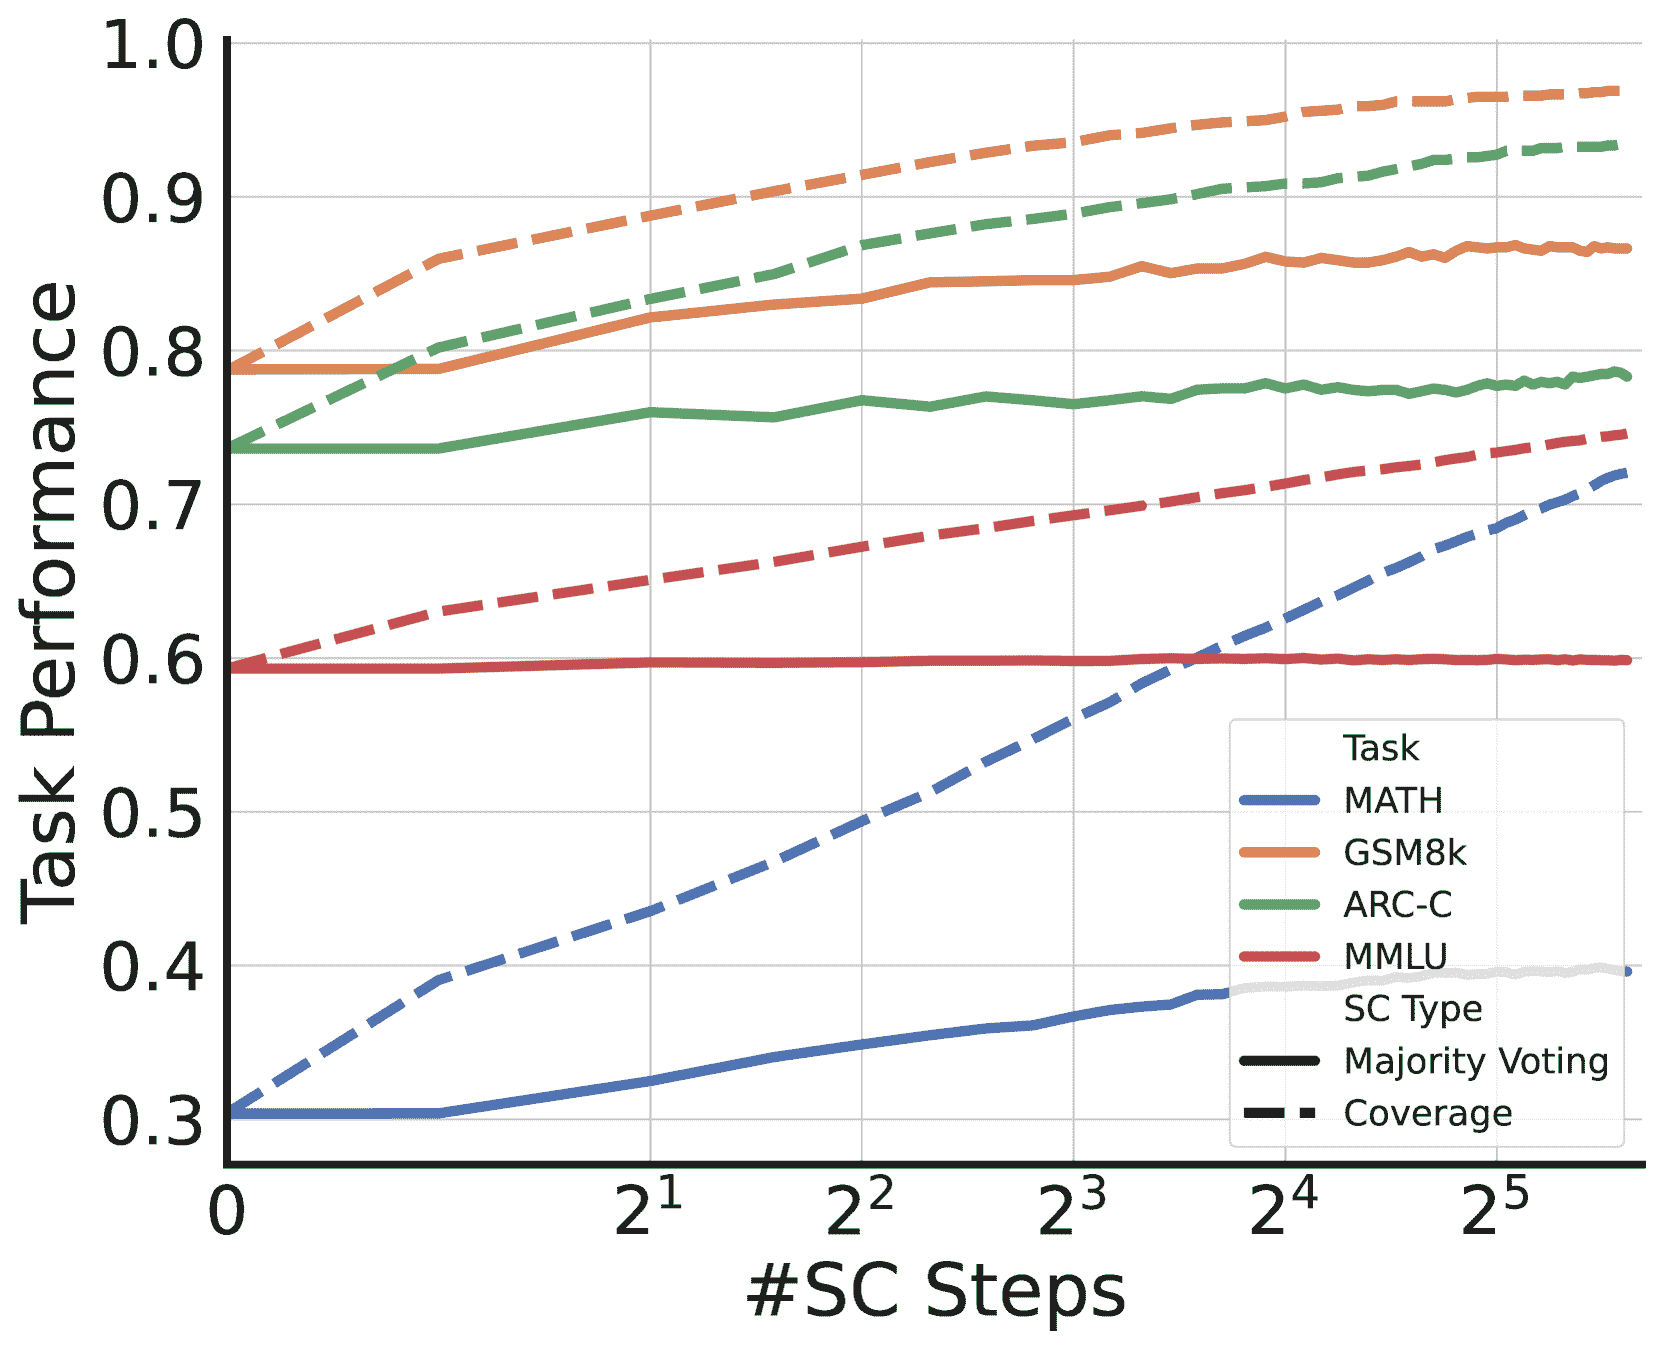 1.0
0.9
0.8
0.7
0.6
0.5
0.4
0.3
Task Performance
0
2¹
2²
2³
2⁴
2⁵
#SC Steps
Task
MATH
GSM8k
ARC-C
MMLU
SC Type
Majority Voting
Coverage